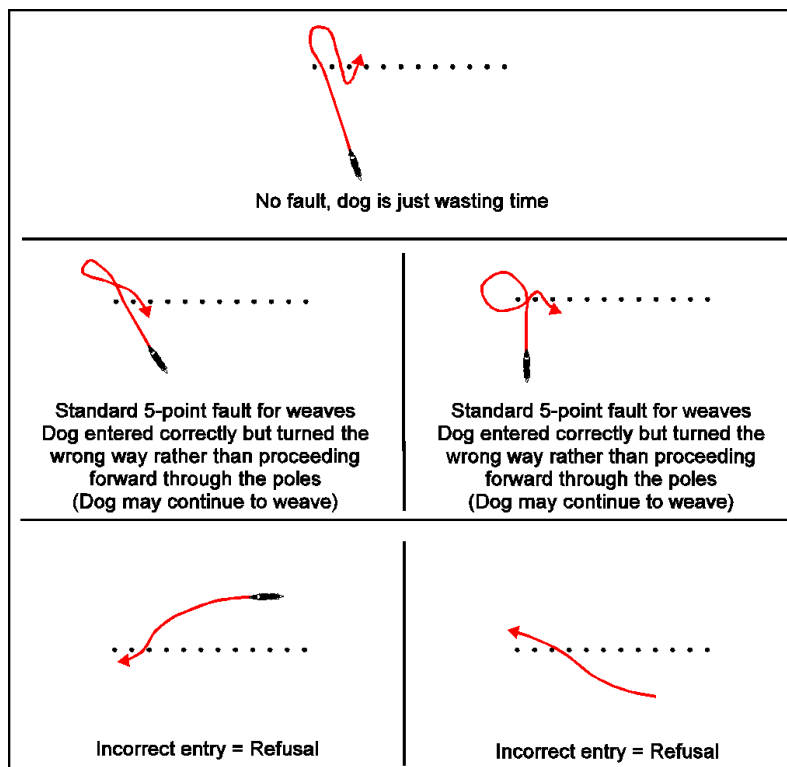 No fault, dog is just wasting time
Standard 5-point fault for weaves
Dog entered correctly but turned the
wrong way rather than proceeding
forward through the poles
(Dog may continue to weave)
Standard 5-point fault for weaves
Dog entered correctly but turned the
wrong way rather than proceeding
forward through the poles
(Dog may continue to weave)
Incorrect entry = Refusal
Incorrect entry = Refusal